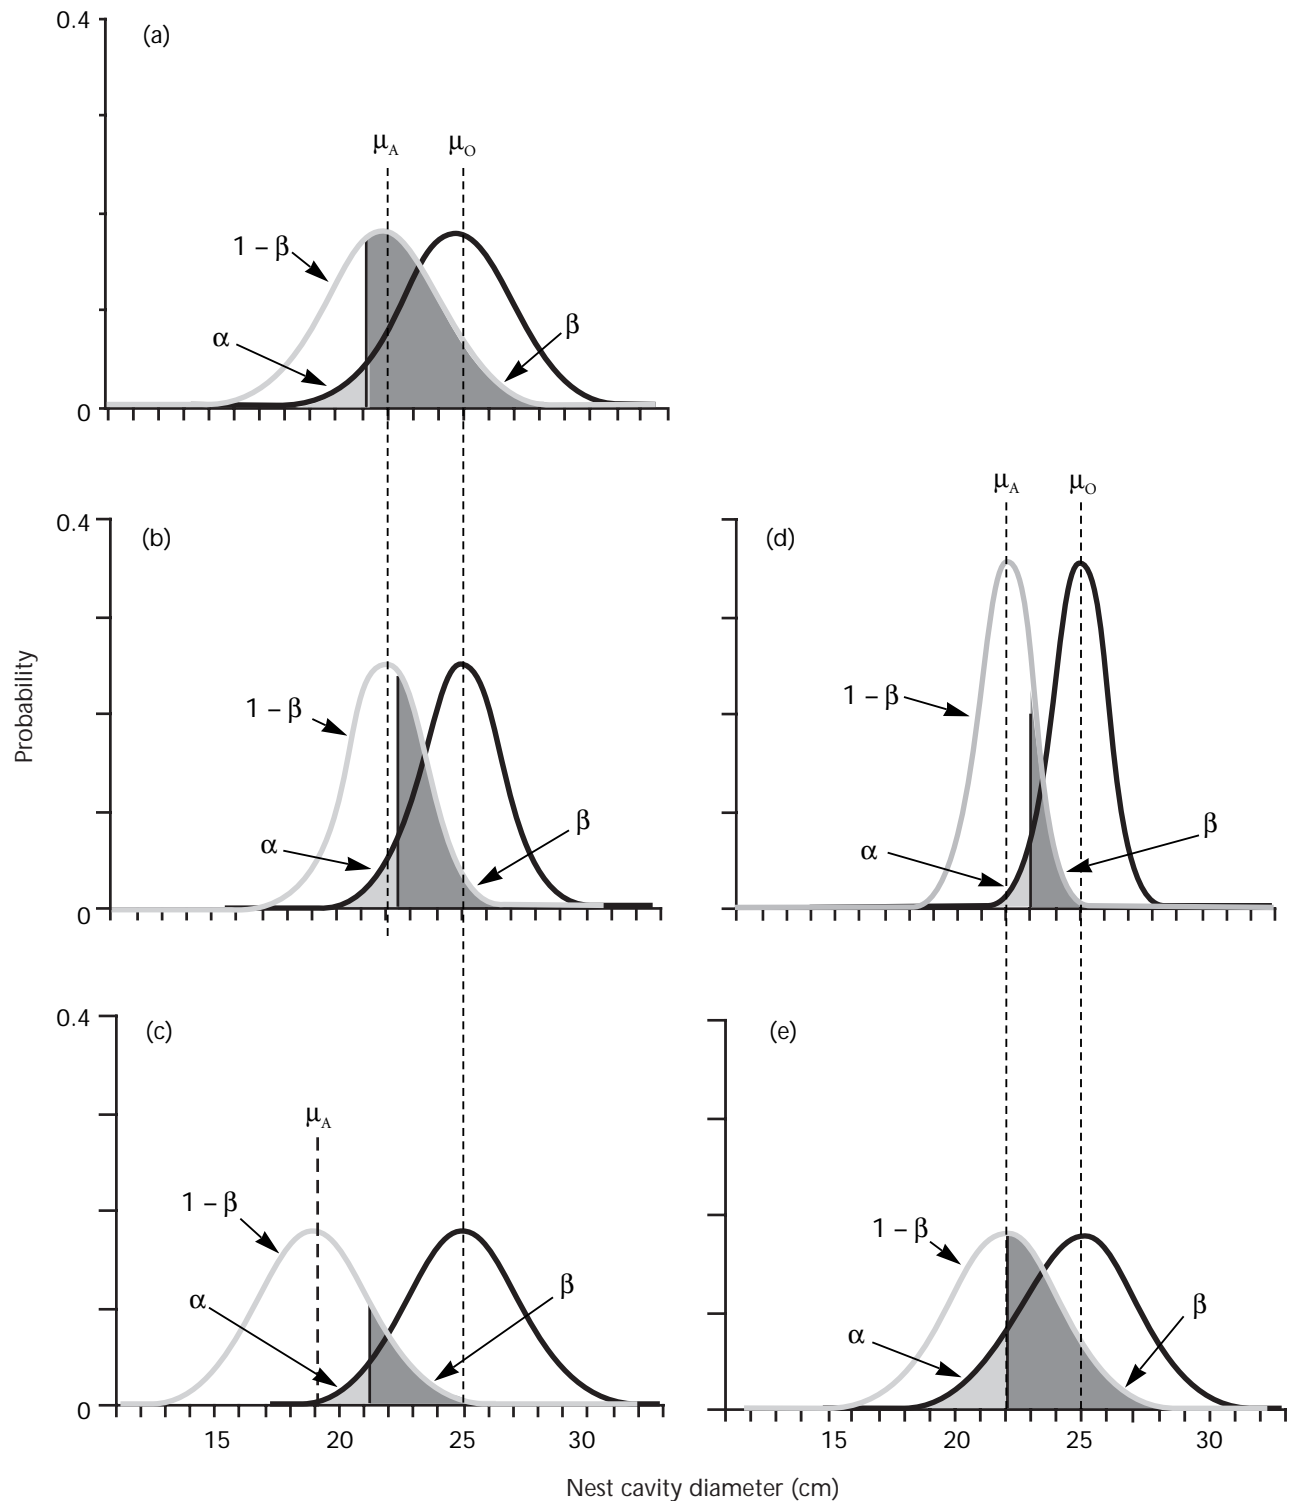 0.4
(a)
μA μO
1 – β
α
β
0
μA μO
0.4
(b)
(d)
1 – β
1 – β
α
β
α
β
0
0.4
(c)
(e)
μA
1 – β
1 – β
α
β
α
β
0
15 20 25 30
15 20 25 30
Probability
Nest cavity diameter (cm)